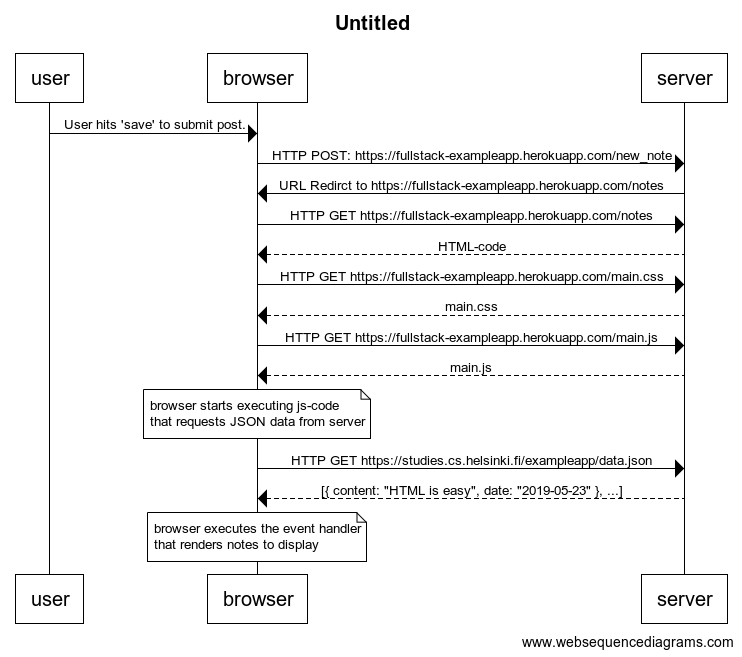 Untitled
user
browser
server
User hits 'save' to submit post.
HTTP POST: https://fullstack-exampleapp.herokuapp.com/new_note
URL Redirct to https://fullstack-exampleapp.herokuapp.com/notes
HTTP GET https://fullstack-exampleapp.herokuapp.com/notes
HTML-code
HTTP GET https://fullstack-exampleapp.herokuapp.com/main.css
main.css
HTTP GET https://fullstack-exampleapp.herokuapp.com/main.js
main.js
browser starts executing js-code
that requests JSON data from server
HTTP GET https://studies.cs.helsinki.fi/exampleapp/data.json
[{ content: "HTML is easy", date: "2019-05-23" }, ...]
browser executes the event handler
that renders notes to display
user
browser
server
www.websequencediagrams.com